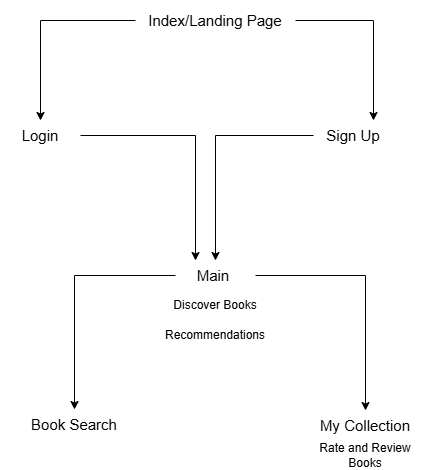 Index/Landing Page
Login
Sign Up
Main
Discover Books
Recommendations
Book Search
My Collection
Rate and Review
Books